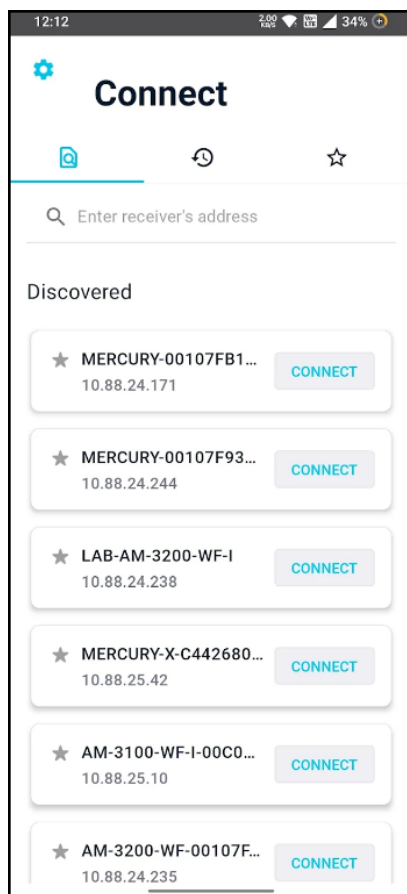 12:12 2.00 KB/S VoI LTE 34%
Connect
Enter receiver's address
Discovered
MERCURY-00107FB1...
10.88.24.171
CONNECT
MERCURY-00107F93...
10.88.24.244
CONNECT
LAB-AM-3200-WF-I
10.88.24.238
CONNECT
MERCURY-X-C442680...
10.88.25.42
CONNECT
AM-3100-WF-I-00C0...
10.88.25.10
CONNECT
AM-3200-WF-00107F...
10.88.24.235
CONNECT